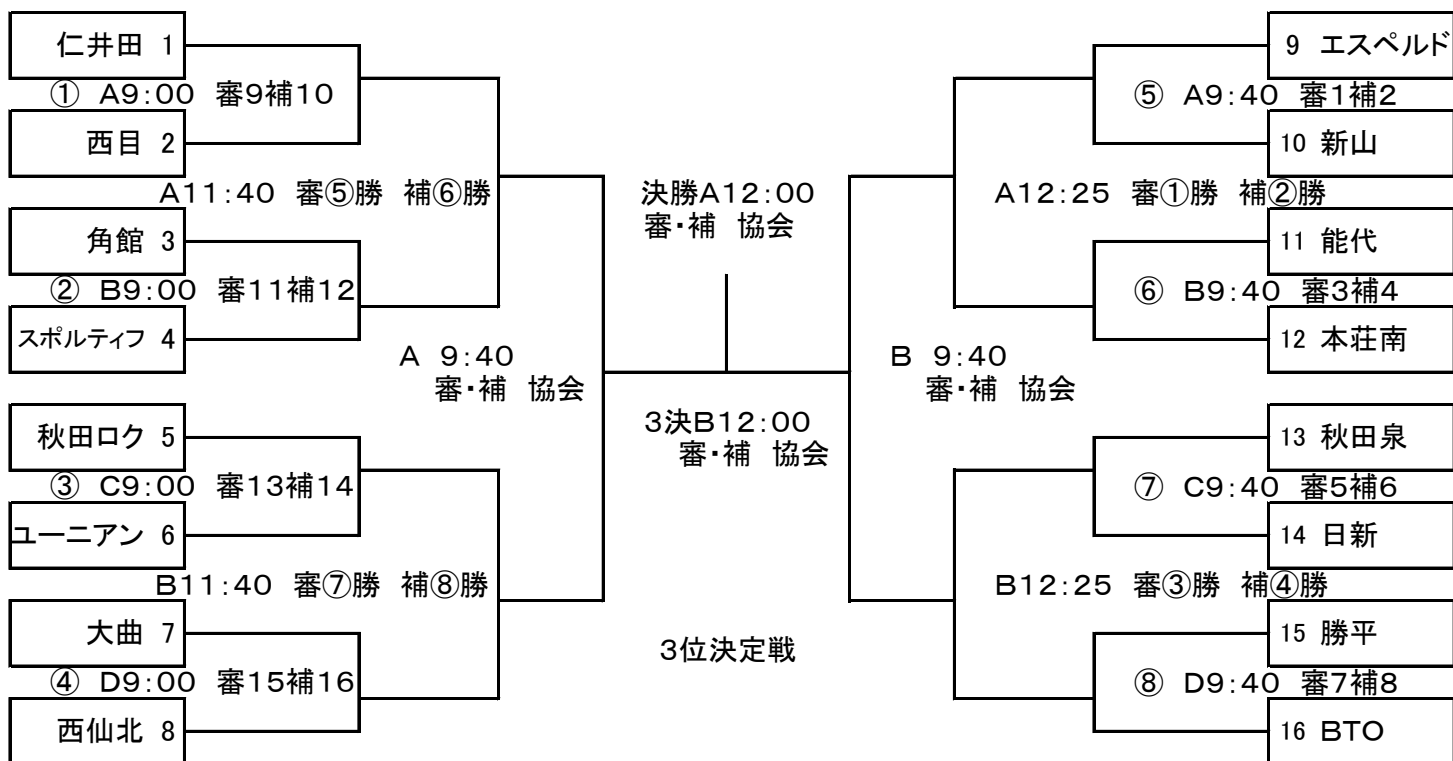 仁井田 1
① A9:00 審9補10
西目 2
A11:40 審⑤勝 補⑥勝
角館 3
② B9:00 審11補12
スポルティフ 4
A 9:40
審・補 協会
秋田ロク 5
③ C9:00 審13補14
ユーニアン 6
B11:40 審⑦勝 補⑧勝
大曲 7
④ D9:00 審15補16
西仙北 8
決勝A12:00
審・補 協会
3決B12:00
審・補 協会
3位決定戦
9 エスペルド
⑤ A9:40 審1補2
10 新山
A12:25 審①勝 補②勝
11 能代
⑥ B9:40 審3補4
12 本荘南
B 9:40
審・補 協会
13 秋田泉
⑦ C9:40 審5補6
14 日新
B12:25 審③勝 補④勝
15 勝平
⑧ D9:40 審7補8
16 BTO